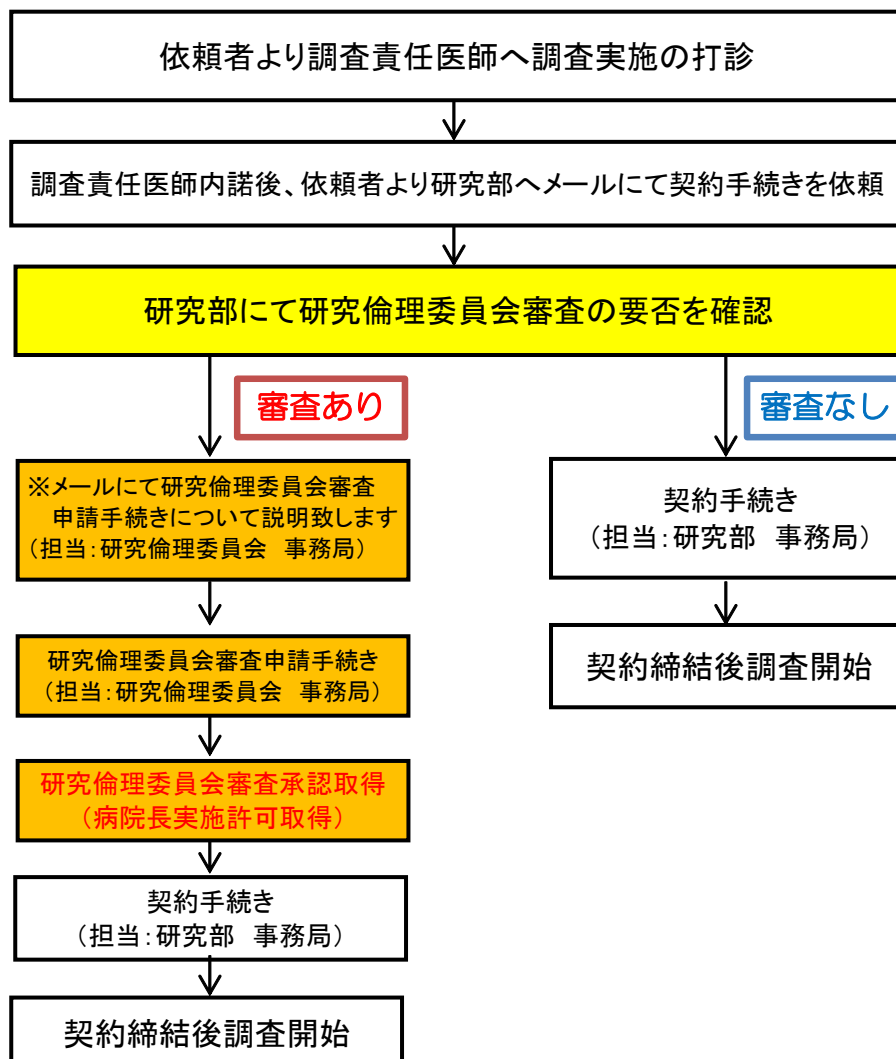 依頼者より調査責任医師へ調査実施の打診
調査責任医師内諾後、依頼者より研究部へメールにて契約手続きを依頼
研究部にて研究倫理委員会審査の要否を確認
審査あり
審査なし
※メールにて研究倫理委員会審査
申請手続きについて説明致します
（担当：研究倫理委員会　事務局）
研究倫理委員会審査申請手続き
（担当：研究倫理委員会　事務局）
研究倫理委員会審査承認取得
（病院長実施許可取得）
契約手続き
（担当：研究部　事務局）
契約締結後調査開始
契約手続き
（担当：研究部　事務局）
契約締結後調査開始